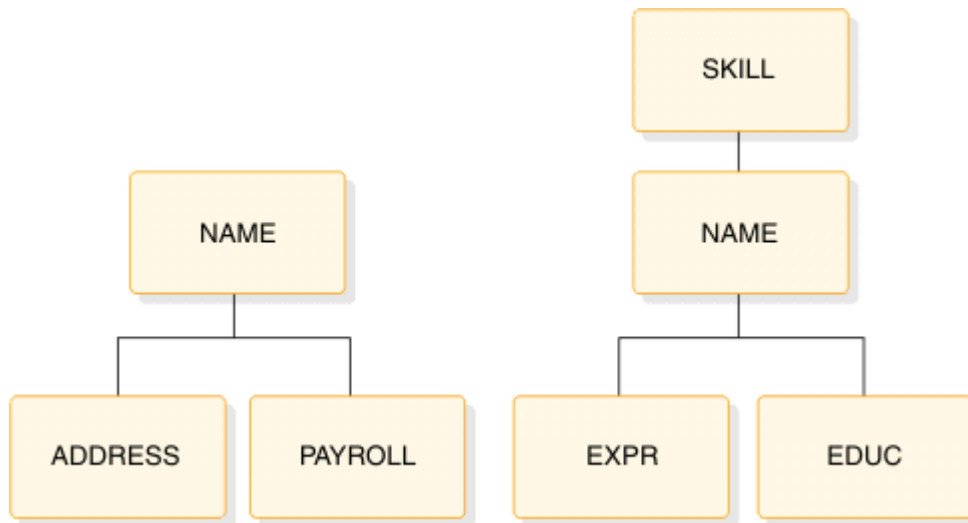 SKILL
NAME
NAME
ADDRESS
PAYROLL
EXPR
EDUC